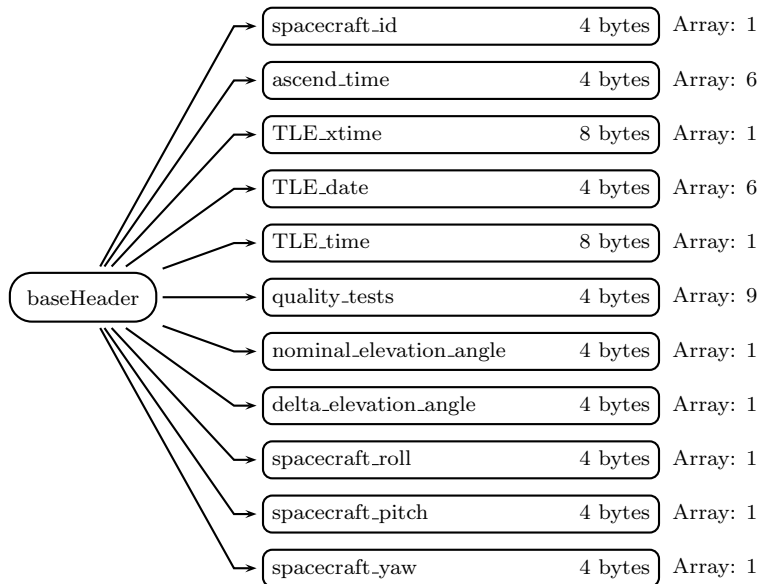 spacecraft_id 4 bytes Array: 1
ascend_time 4 bytes Array: 6
TLE_xtime 8 bytes Array: 1
TLE_date 4 bytes Array: 6
TLE_time 8 bytes Array: 1
baseHeader
quality_tests 4 bytes Array: 9
nominal_elevation_angle 4 bytes Array: 1
delta_elevation_angle 4 bytes Array: 1
spacecraft_roll 4 bytes Array: 1
spacecraft_pitch 4 bytes Array: 1
spacecraft_yaw 4 bytes Array: 1